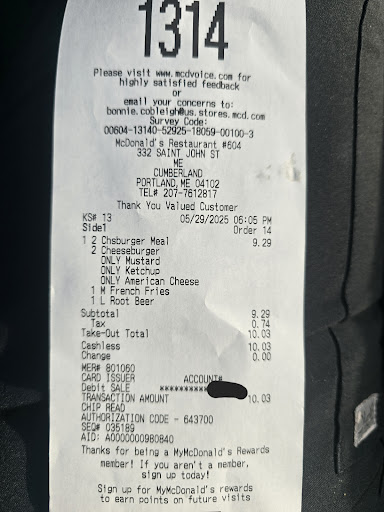 1314
Please visit www.mcdvoice.com for
highly satisfied feedback
or
email your concerns to:
bonnie.cobleigh@us.stores.mcd.com
Survey Code:
00604-13140-52925-18059-00100-3
McDonald's Restaurant #604
332 SAINT JOHN ST
ME
CUMBERLAND
PORTLAND, ME 04102
TEL# 207-7612817
Thank You Valued Customer
KS# 13 05/29/2025 06:05 PM
Side1 Order 14
1 2 Chsburger Meal 9.29
2 Cheeseburger
ONLY Mustard
ONLY Ketchup
ONLY American Cheese
1 M French Fries
1 L Root Beer
Subtotal 9.29
Tax 0.74
Take-Out Total 10.03
Cashless 10.03
Change 0.00
MER# 801060
CARD ISSUER ACCOUNT#
Debit SALE **********
TRANSACTION AMOUNT 10.03
CHIP READ
AUTHORIZATION CODE - 643700
SEQ# 035189
AID: A0000000980840
Thanks for being a MyMcDonald's Rewards
member! If you aren't a member,
sign up today!
Sign up for MyMcDonald's rewards
to earn points on future visits